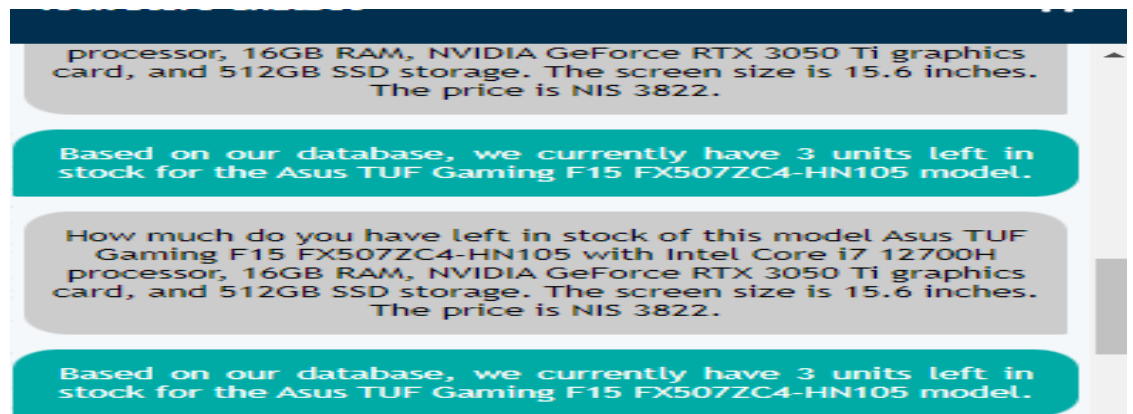 processor, 16GB RAM, NVIDIA GeForce RTX 3050 Ti graphics
card, and 512GB SSD storage. The screen size is 15.6 inches.
The price is NIS 3822.
Based on our database, we currently have 3 units left in
stock for the Asus TUF Gaming F15 FX507ZC4-HN105 model.
How much do you have left in stock of this model Asus TUF
Gaming F15 FX507ZC4-HN105 with Intel Core i7 12700H
processor, 16GB RAM, NVIDIA GeForce RTX 3050 Ti graphics
card, and 512GB SSD storage. The screen size is 15.6 inches.
The price is NIS 3822.
Based on our database, we currently have 3 units left in
stock for the Asus TUF Gaming F15 FX507ZC4-HN105 model.